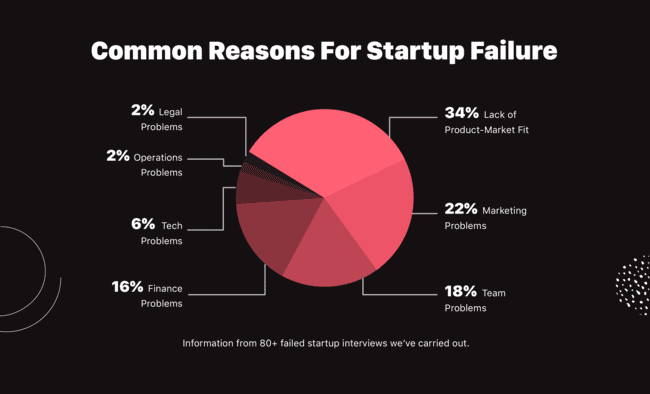 Common Reasons For Startup Failure
2% Legal
Problems
2% Operations
Problems
6% Tech
Problems
16% Finance
Problems
34% Lack of
Product-Market Fit
22% Marketing
Problems
18% Team
Problems
Information from 80+ failed startup interviews we've carried out.